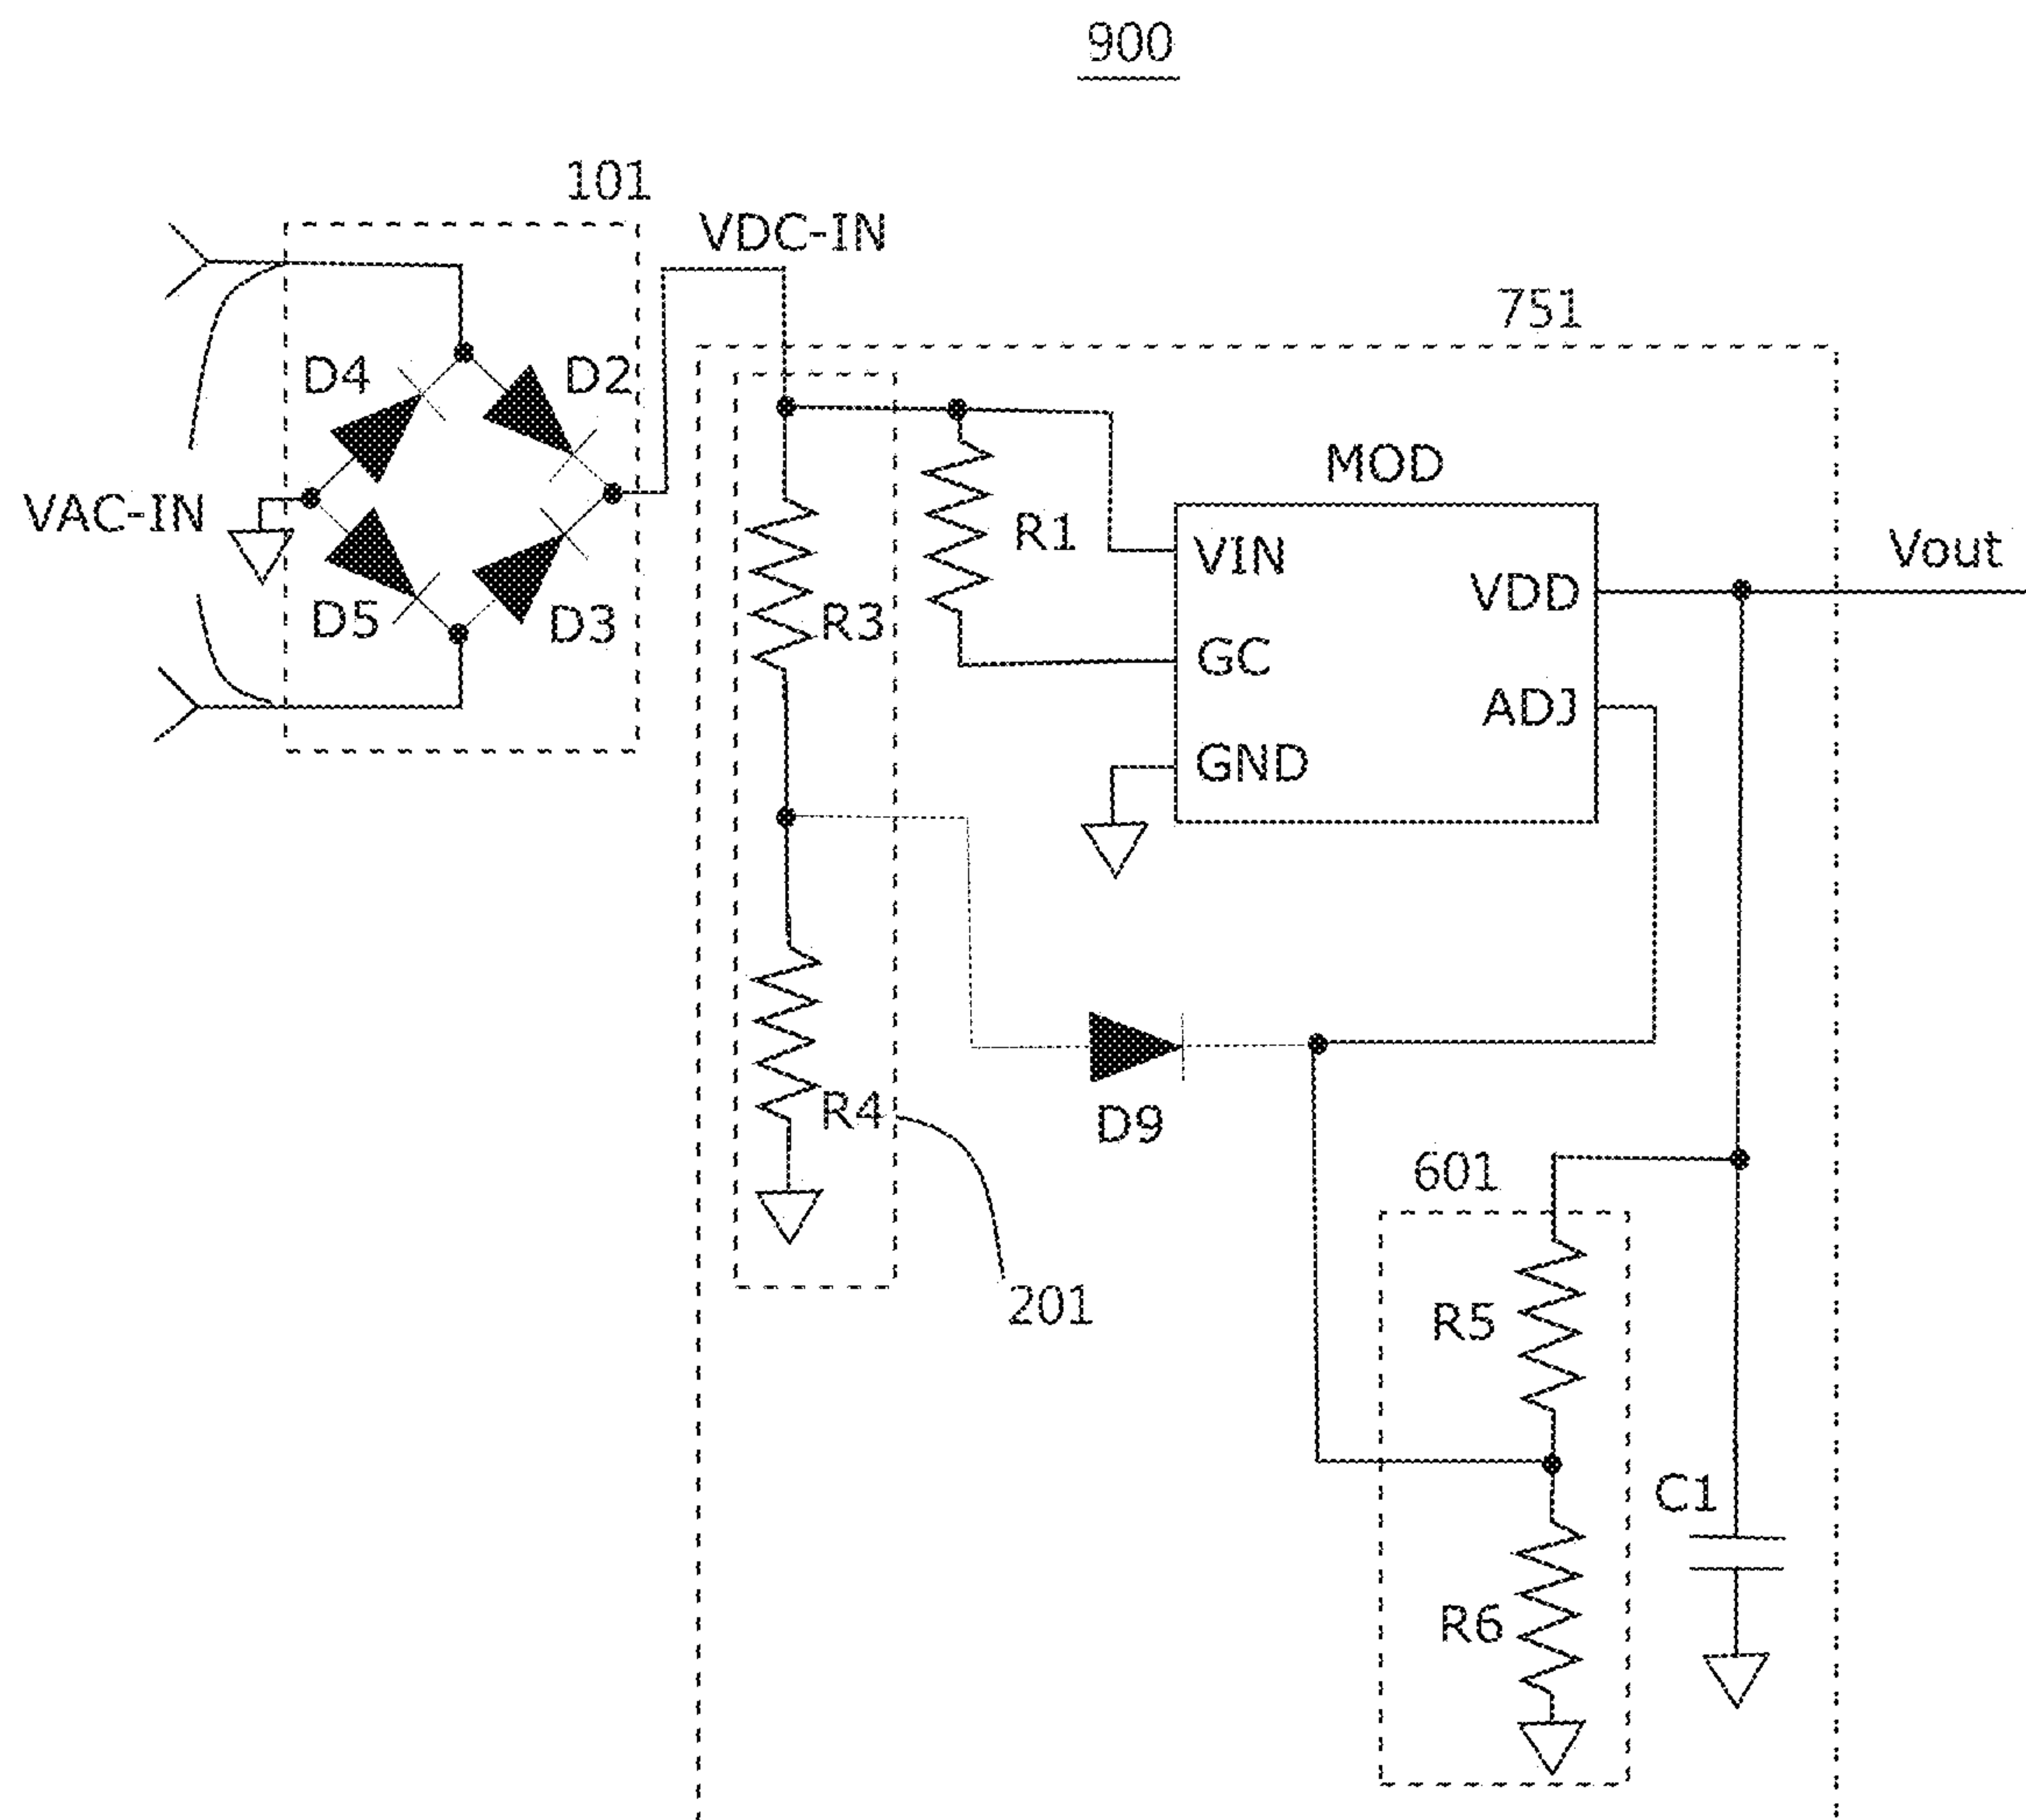 900
101
VDC-IN
751
D4
D2
MOD
VAC-IN
R1
VIN
Vout
VDD
D5
D3
R3
GC
ADJ
GND
R4
D9
601
201
R5
C1
R6